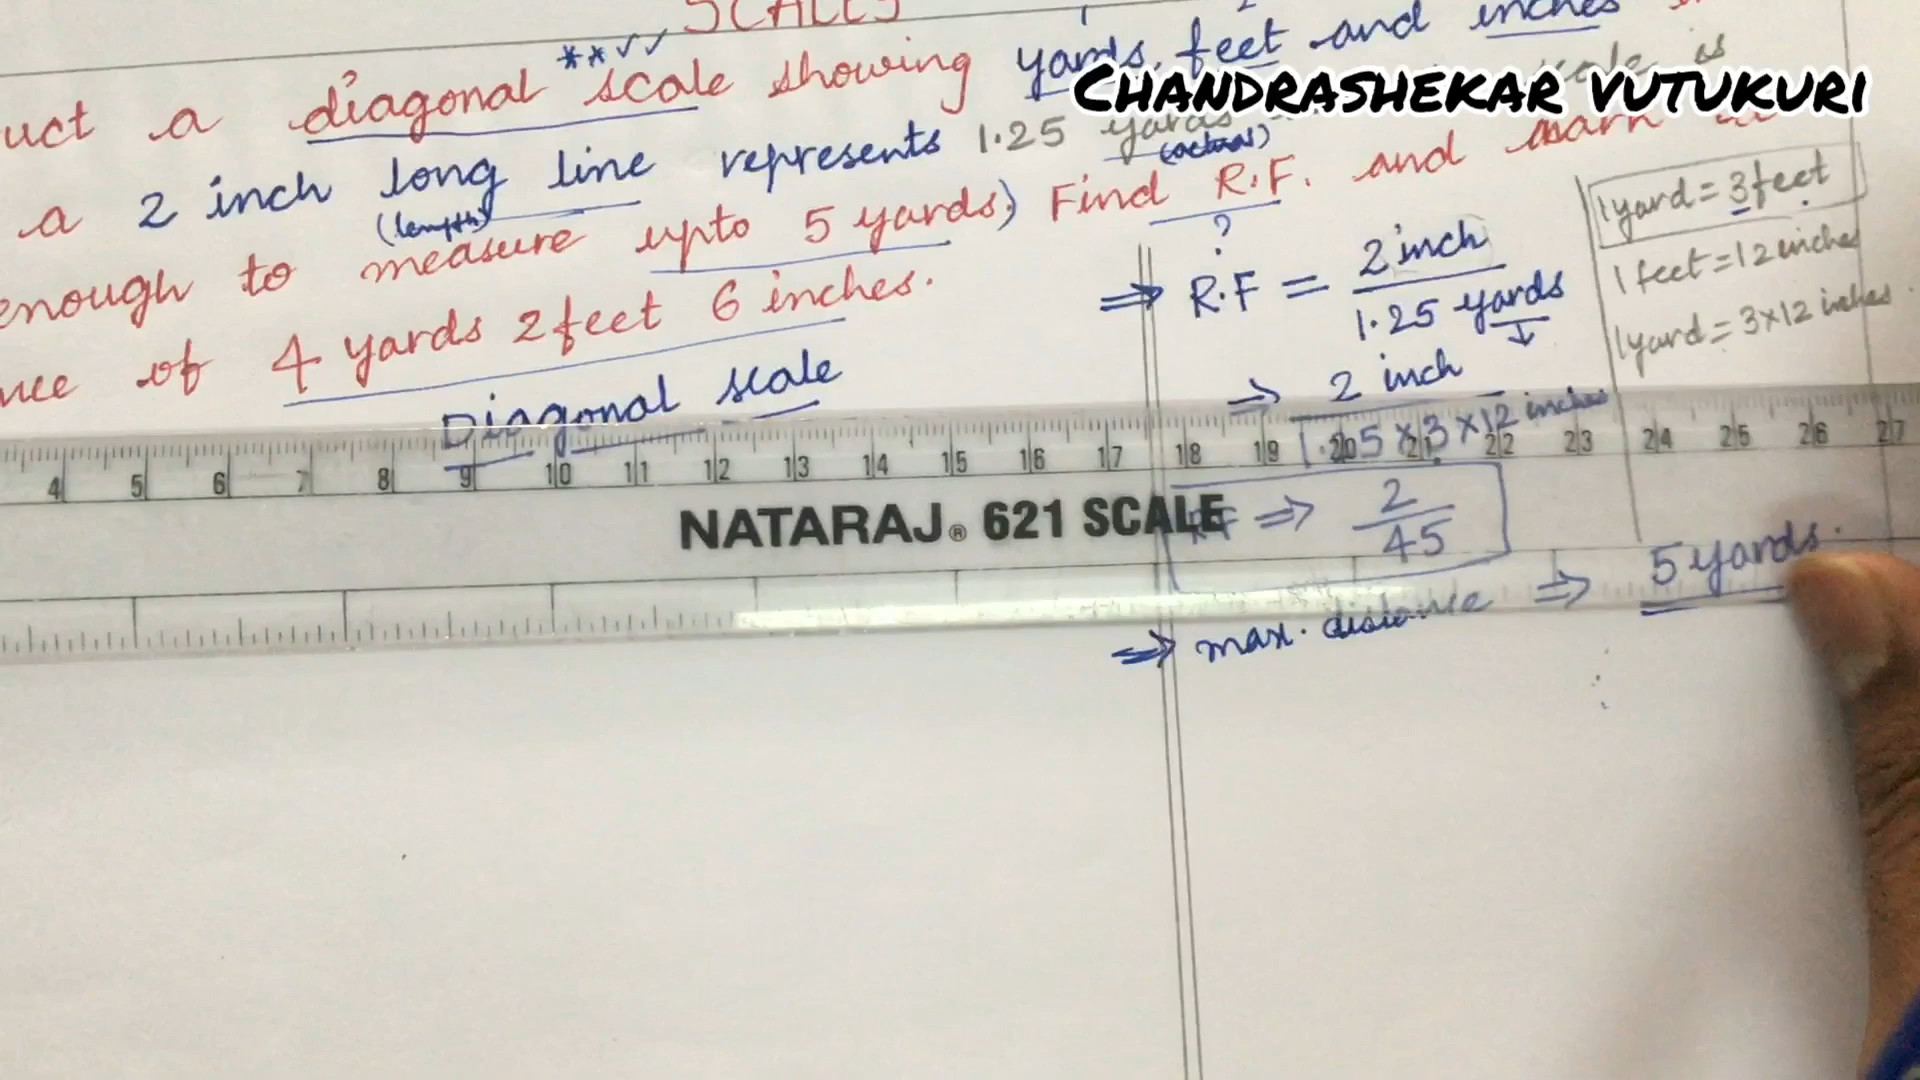 SCALES
uct a diagonal scale showing yards, feet and inches
CHANDRASHEKAR VUTUKURI
scale is
a 2 inch long line represents 1.25 yards
(length)
(actual)
enough to measure upto 5 yards.) Find R.F. and mark
nce of 4 yards 2 feet 6 inches.
Diagonal scale
?
⇒ R.F = 2 inch
1.25 yards
⇒ 2 inch
1.25 × 3 × 12 inches
RF ⇒ 2
45
⇒ max. distance ⇒ 5 yards.
1 yard = 3 feet
1 feet = 12 inches
1 yard = 3×12 inches.
4 5 6 7 8 9 10 11 12 13 14 15 16 17 18 19 20 21 22 23 24 25 26 27
NATARAJ® 621 SCALE